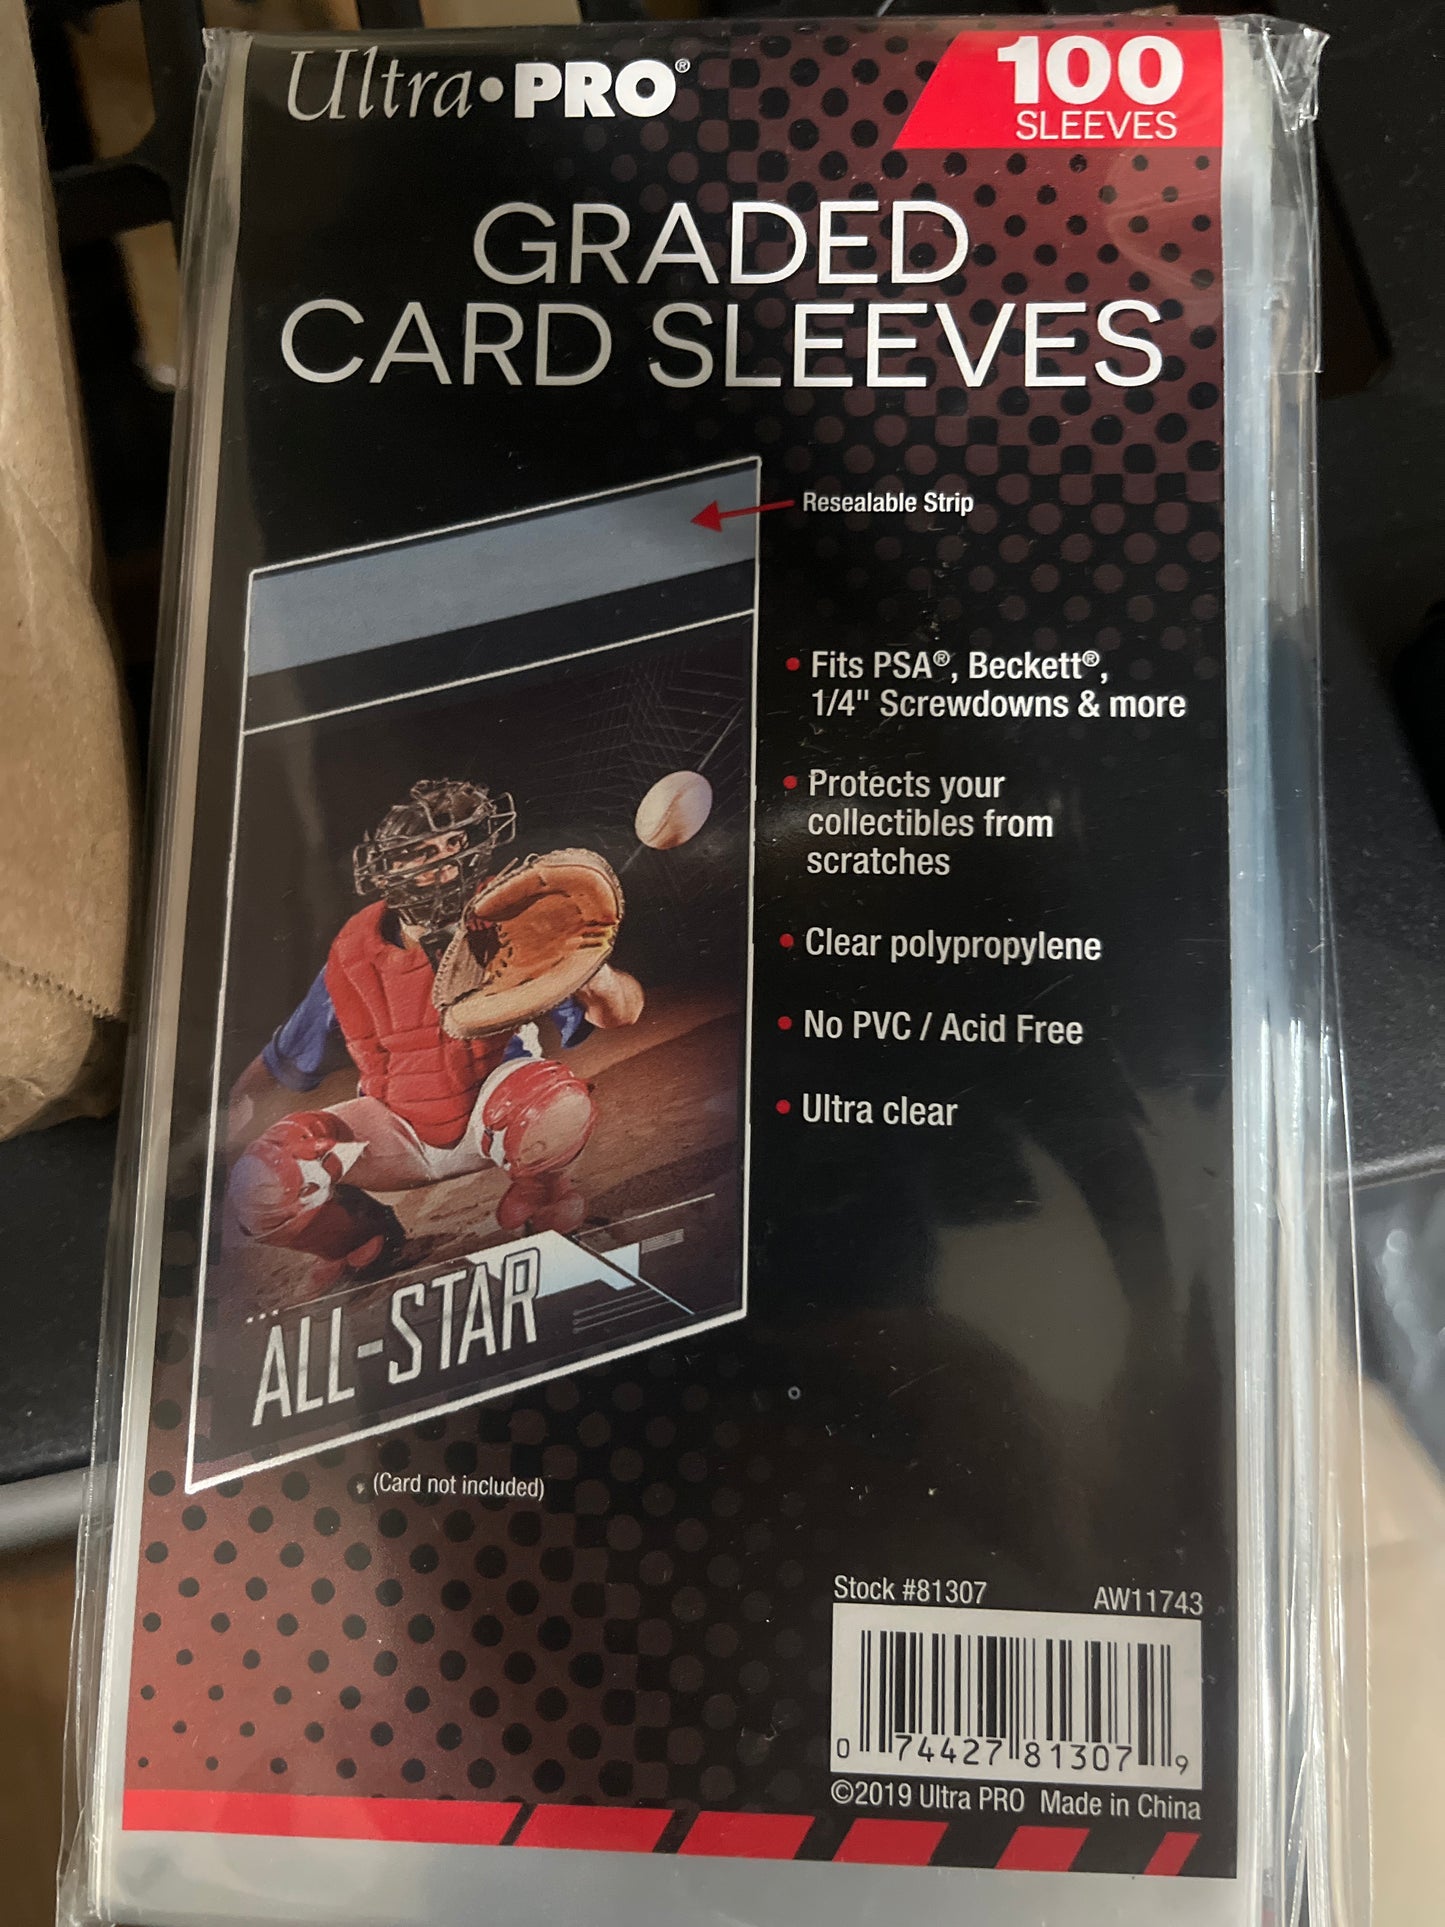 Ultra•PRO®
100
SLEEVES
GRADED
CARD SLEEVES
Resealable Strip
• Fits PSA®, Beckett®,
1/4" Screwdowns & more
• Protects your
collectibles from
scratches
• Clear polypropylene
• No PVC / Acid Free
• Ultra clear
ALL-STAR
(Card not included)
Stock #81307 AW11743
0 74427 81307 9
©2019 Ultra PRO Made in China